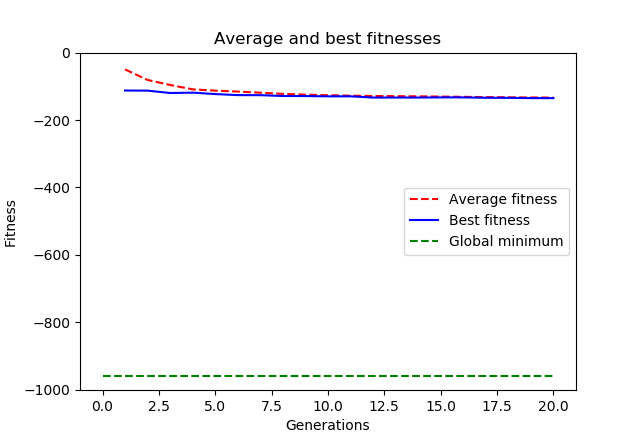 Average and best fitnesses
Fitness
0
−200
−400
−600
−800
−1000
Average fitness
Best fitness
Global minimum
0.0 2.5 5.0 7.5 10.0 12.5 15.0 17.5 20.0
Generations